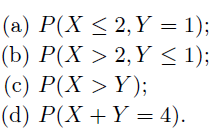 (a) P(X ≤ 2, Y = 1);
(b) P(X > 2, Y ≤ 1);
(c) P(X > Y);
(d) P(X + Y = 4).